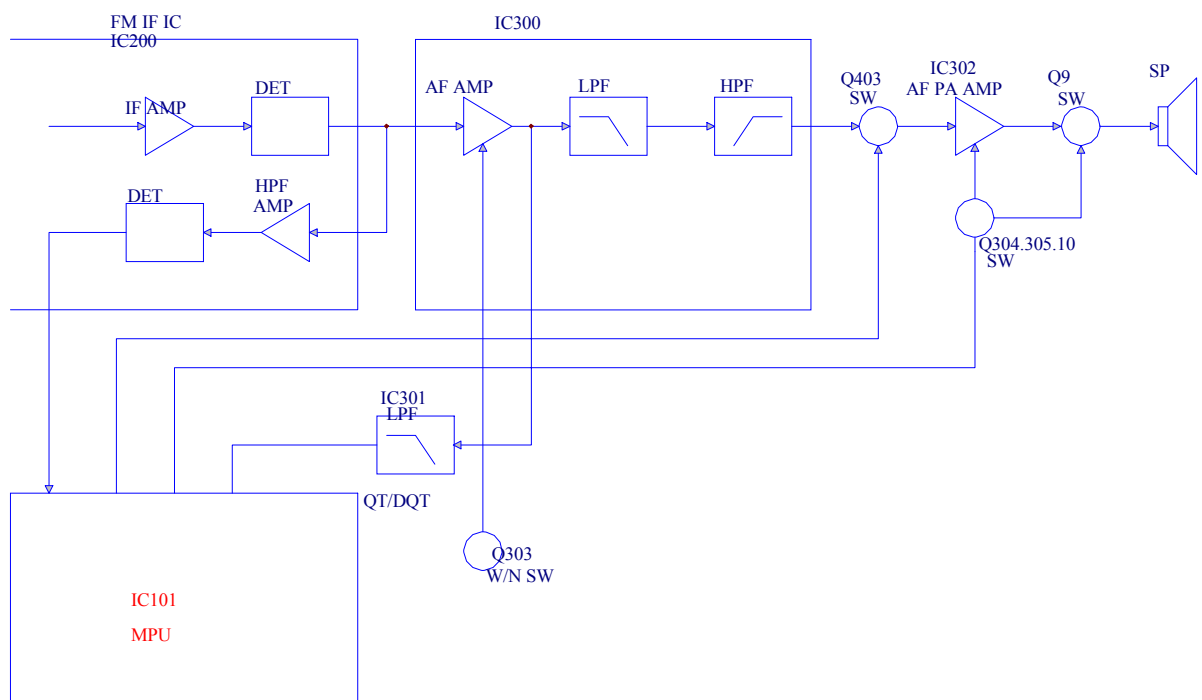 FM IF IC
IC200
IC300
IF AMP
DET
AF AMP
LPF
HPF
Q403
SW
IC302
AF PA AMP
Q9
SW
SP
DET
HPF
AMP
Q304.305.10
SW
IC301
LPF
QT/DQT
Q303
W/N SW
IC101
MPU